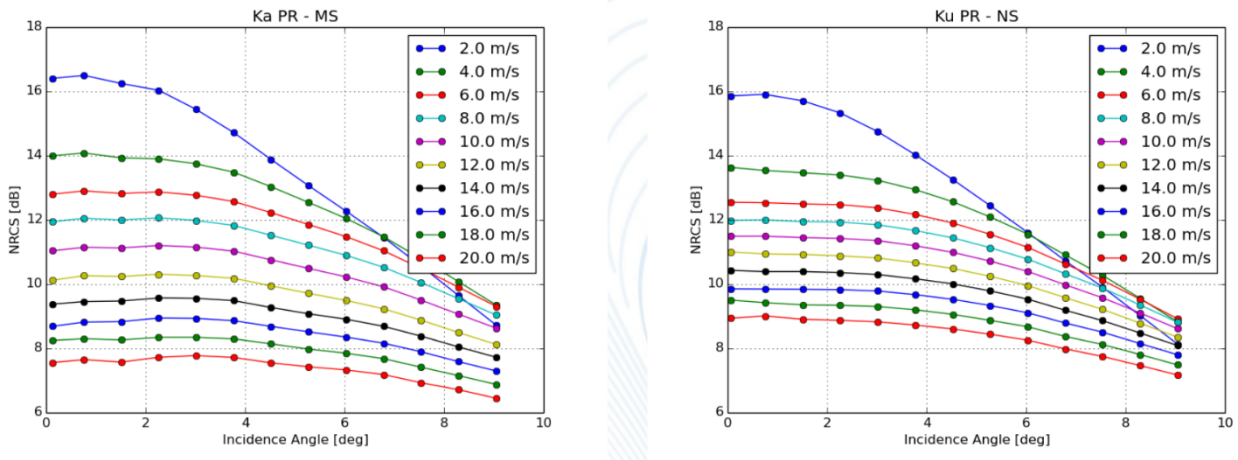 Ka PR - MS
18
16
14
12
10
8
6
NRCS [dB]
2.0 m/s
4.0 m/s
6.0 m/s
8.0 m/s
10.0 m/s
12.0 m/s
14.0 m/s
16.0 m/s
18.0 m/s
20.0 m/s
0 2 4 6 8 10
Incidence Angle [deg]
Ku PR - NS
18
16
14
12
10
8
6
NRCS [dB]
2.0 m/s
4.0 m/s
6.0 m/s
8.0 m/s
10.0 m/s
12.0 m/s
14.0 m/s
16.0 m/s
18.0 m/s
20.0 m/s
0 2 4 6 8 10
Incidence Angle [deg]